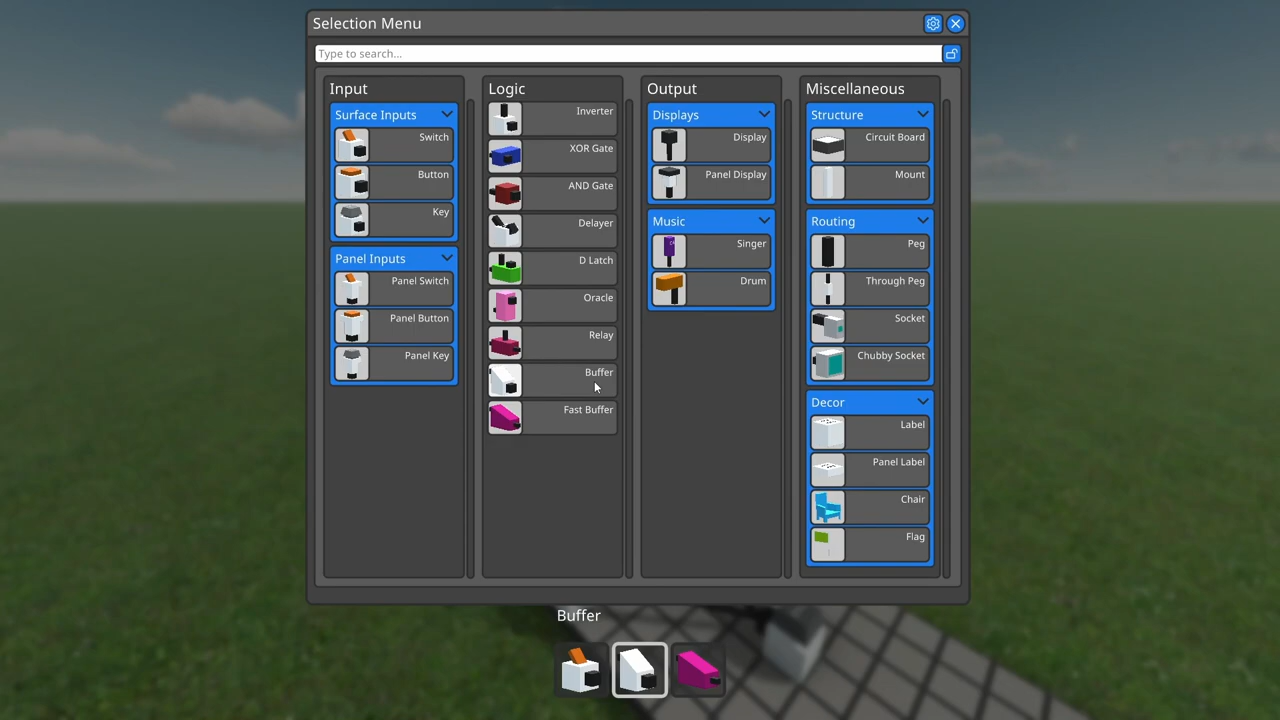 Selection Menu
Type to search...
Input
Surface Inputs
Switch
Button
Key
Panel Inputs
Panel Switch
Panel Button
Panel Key
Logic
Inverter
XOR Gate
AND Gate
Delayer
D Latch
Oracle
Relay
Buffer
Fast Buffer
Output
Displays
Display
Panel Display
Music
Singer
Drum
Miscellaneous
Structure
Circuit Board
Mount
Routing
Peg
Through Peg
Socket
Chubby Socket
Decor
Label
Panel Label
Chair
Flag
Buffer